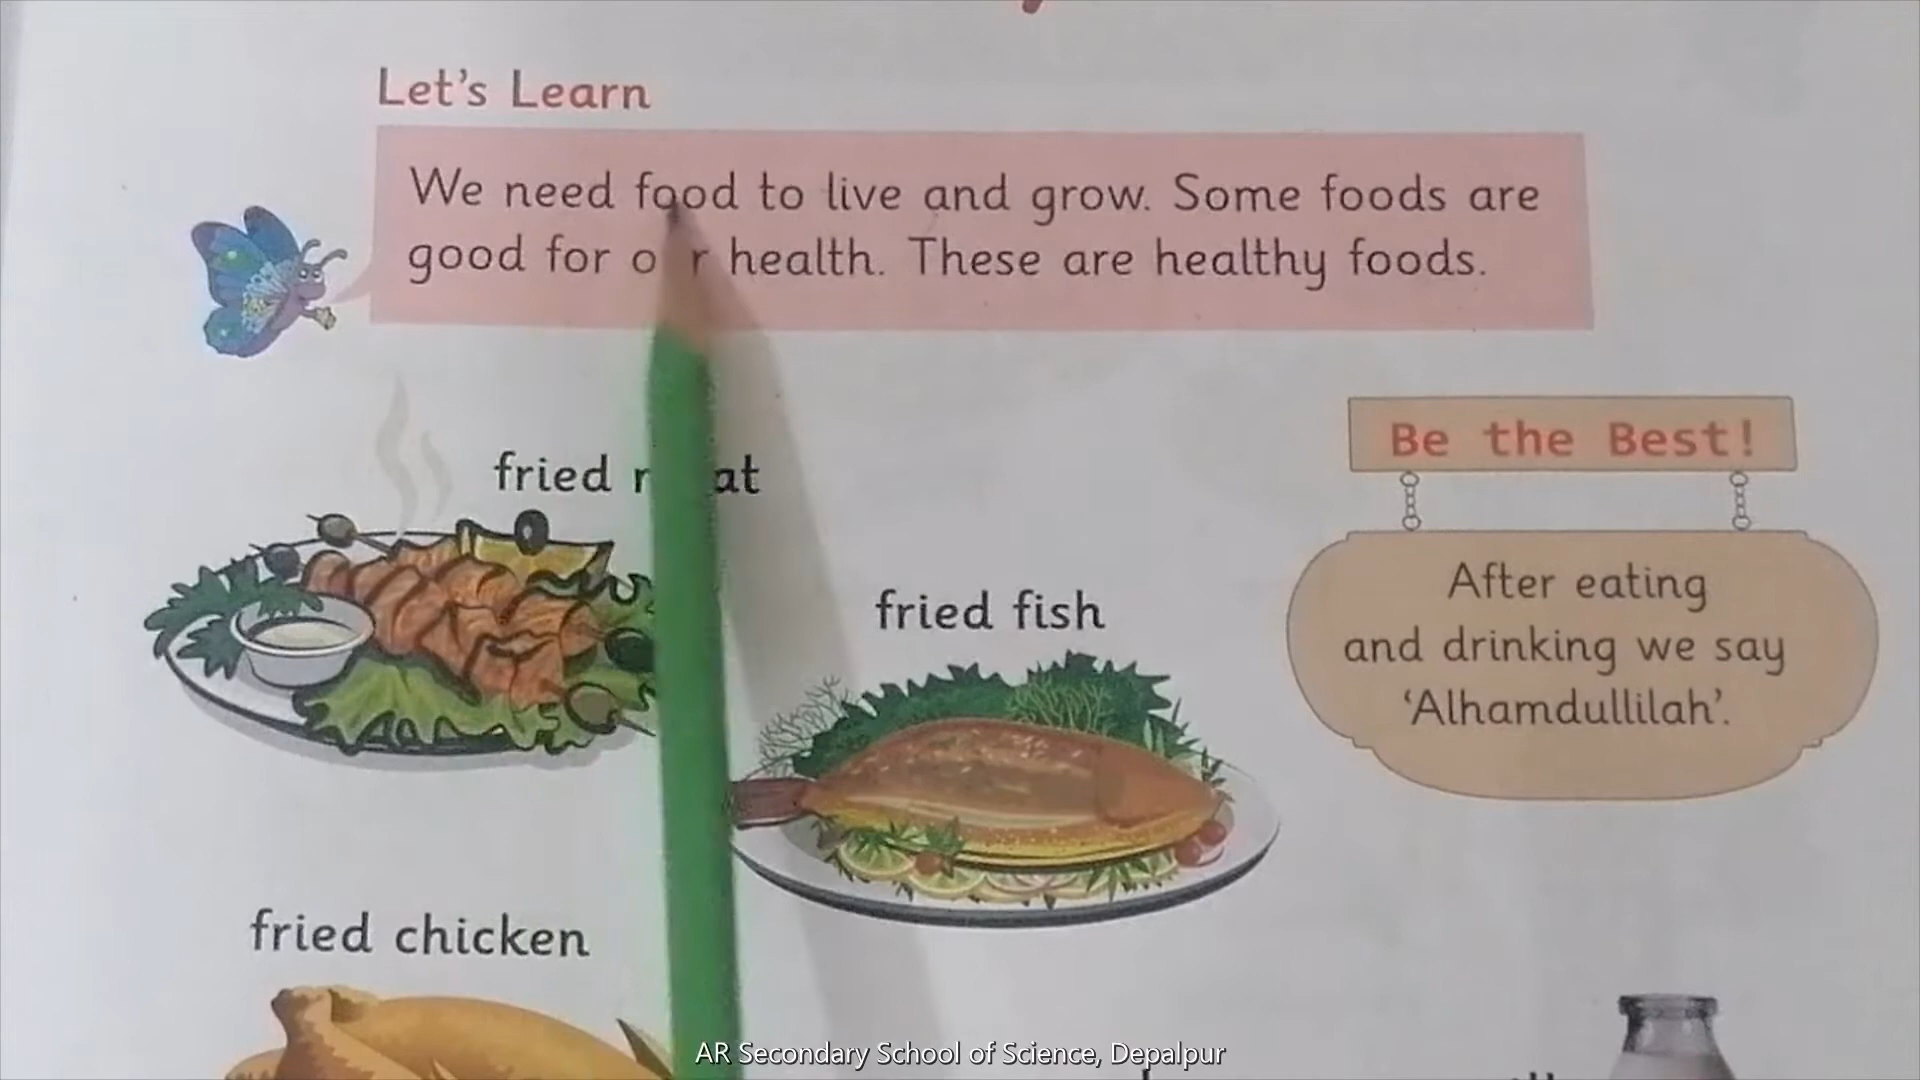 Let's Learn
We need food to live and grow. Some foods are
good for our health. These are healthy foods.
fried meat
Be the Best!
After eating
and drinking we say
‘Alhamdullilah’.
fried fish
fried chicken
AR Secondary School of Science, Depalpur